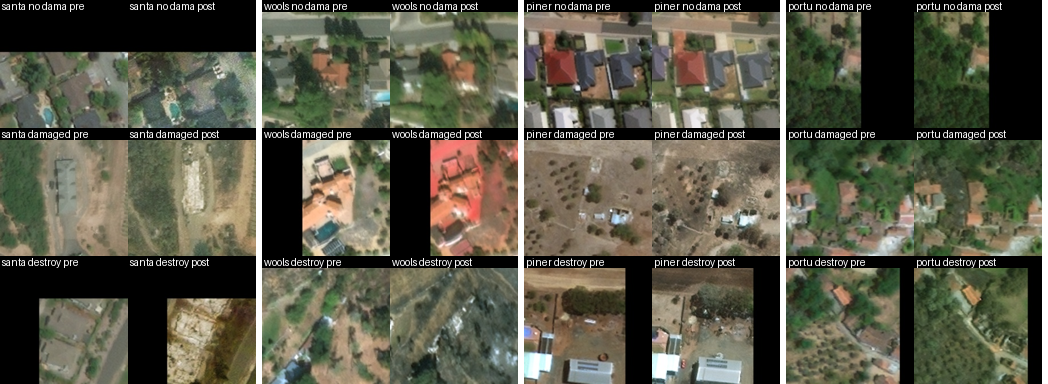 santa no dama pre
santa no dama post
wools no dama pre
wools no dama post
piner no dama pre
piner no dama post
portu no dama pre
portu no dama post
santa damaged pre
santa damaged post
wools damaged pre
wools damaged post
piner damaged pre
piner damaged post
portu damaged pre
portu damaged post
santa destroy pre
santa destroy post
wools destroy pre
wools destroy post
piner destroy pre
piner destroy post
portu destroy pre
portu destroy post